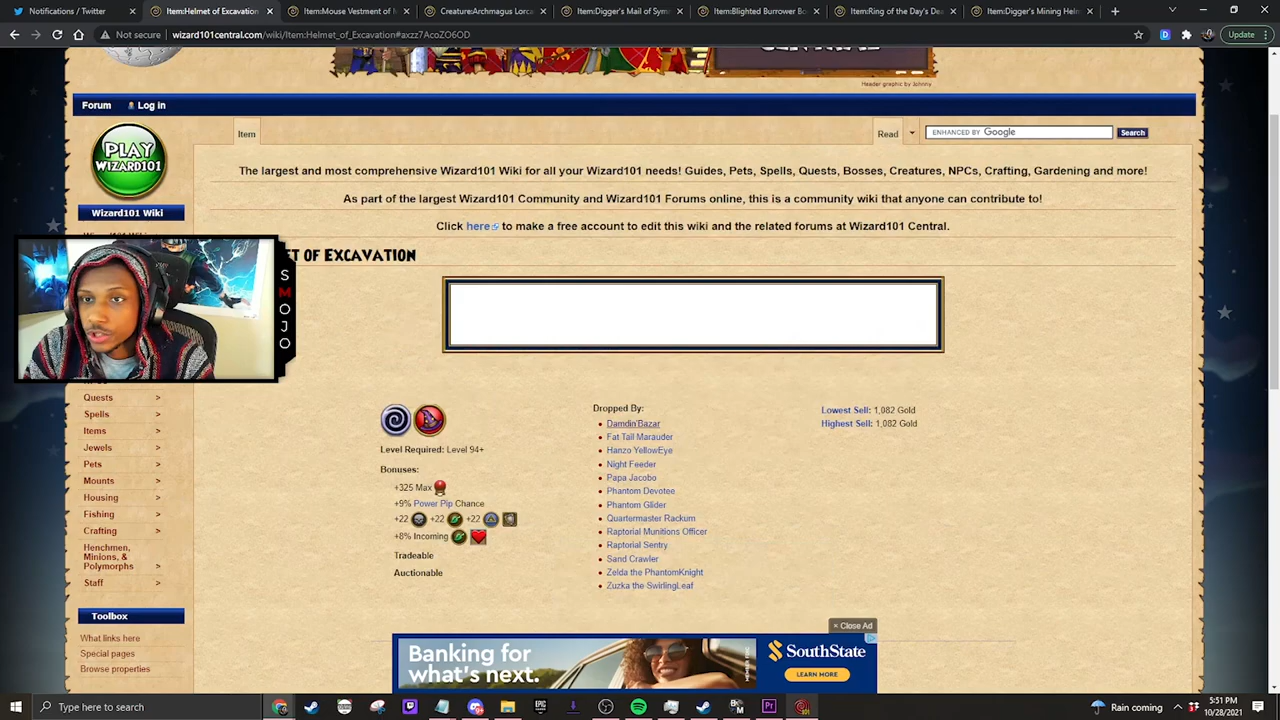 Notifications / Twitter
Item:Helmet of Excavation
Item:Mouse Vestment of
Creature:Archmagus Lorca
Item:Digger's Mail of Sym
Item:Blighted Burrower Bo
Item:Ring of the Day's De
Item:Digger's Mining Helm
Not secure
wizard101central.com/wiki/Item:Helmet_of_Excavation#axzz7AcoZO6OD
Update
CENTRAL
Header graphic by Johnny
Forum
Log in
Item
Read
ENHANCED BY Google
Search
PLAY
WIZARD101
The largest and most comprehensive Wizard101 Wiki for all your Wizard101 needs! Guides, Pets, Spells, Quests, Bosses, Creatures, NPCs, Crafting, Gardening and more!
As part of the largest Wizard101 Community and Wizard101 Forums online, this is a community wiki that anyone can contribute to!
Click here to make a free account to edit this wiki and the related forums at Wizard101 Central.
Wizard101 Wiki
ET OF EXCAVATION
S
M
O
J
O
Quests >
Spells >
Items >
Jewels >
Pets >
Mounts >
Housing >
Fishing >
Crafting >
Henchmen,
Minions, &
Polymorphs >
Staff >
Toolbox
What links here
Special pages
Browse properties
Level Required: Level 94+
Bonuses:
+325 Max
+9% Power Pip Chance
+22 +22 +22
+8% Incoming
Tradeable
Auctionable
Dropped By:
Damdin'Bazar
Fat Tail Marauder
Hanzo YellowEye
Night Feeder
Papa Jacobo
Phantom Devotee
Phantom Glider
Quartermaster Rackum
Raptorial Munitions Officer
Raptorial Sentry
Sand Crawler
Zelda the PhantomKnight
Zuzka the SwirlingLeaf
Lowest Sell: 1,082 Gold
Highest Sell: 1,082 Gold
× Close Ad
Banking for
what's next.
SouthState
LEARN MORE
Type here to search
Rain coming
5:51 PM
10/28/2021